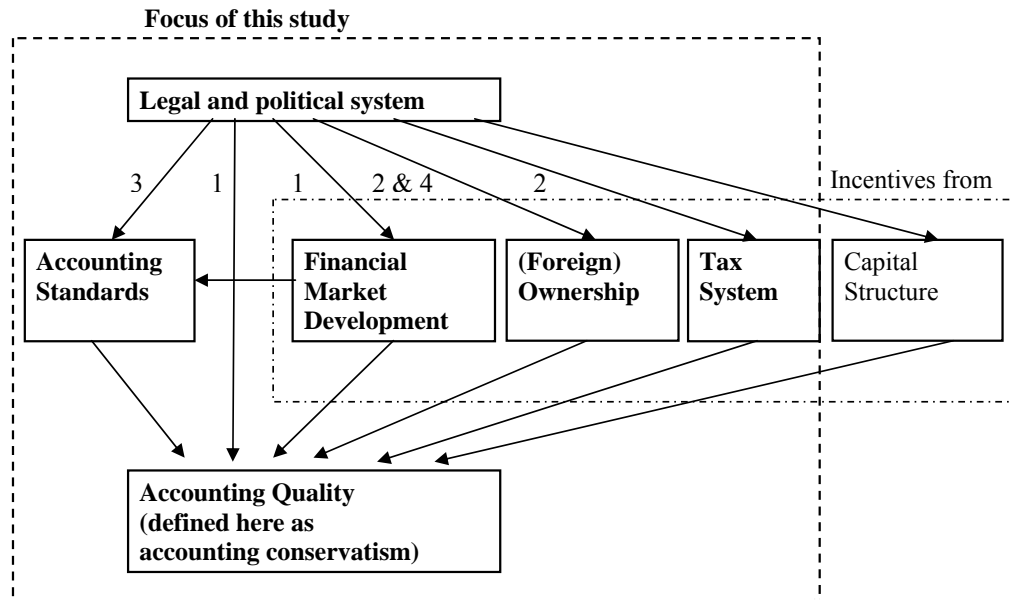 Focus of this study
Legal and political system
3
1
1
2 & 4
2
Incentives from
Accounting
Standards
Financial
Market
Development
(Foreign)
Ownership
Tax
System
Capital
Structure
Accounting Quality
(defined here as
accounting conservatism)